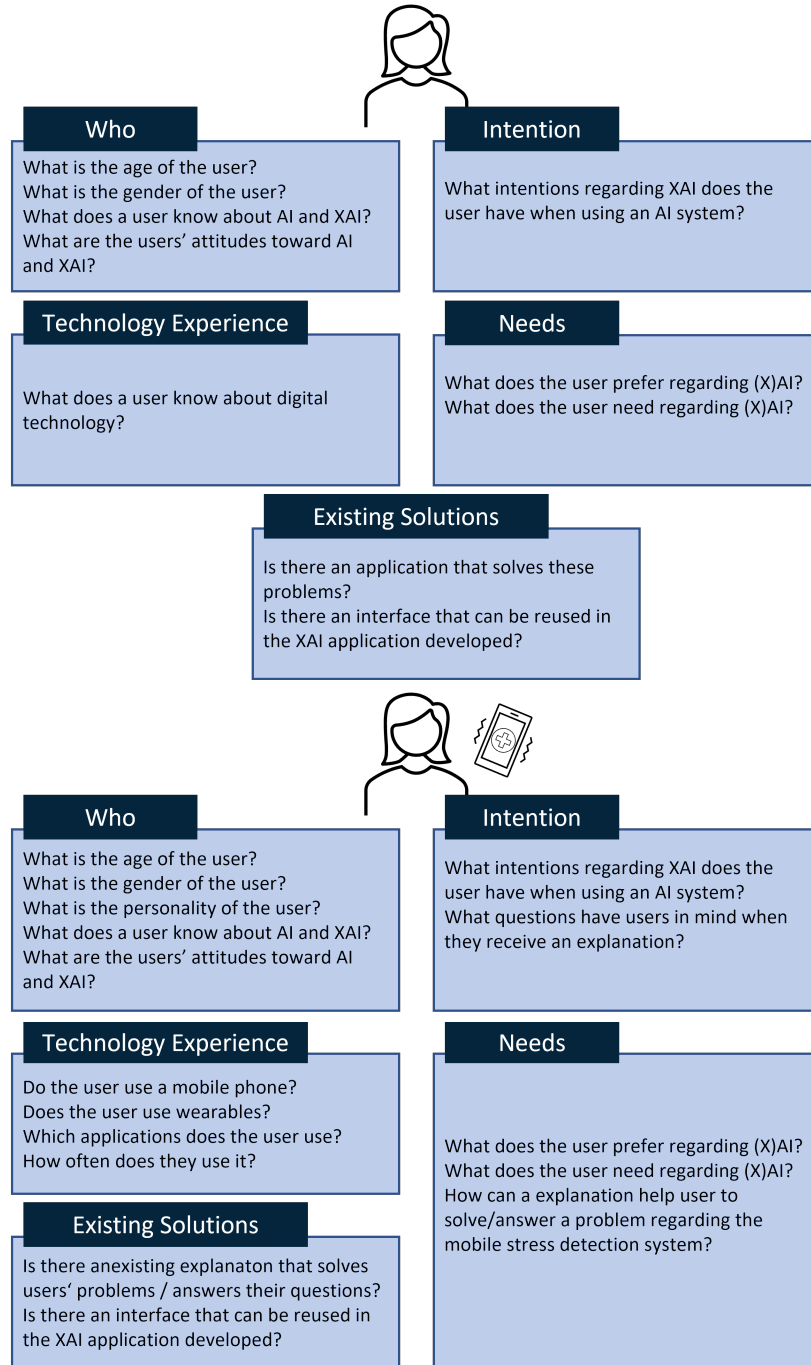 Who
What is the age of the user?
What is the gender of the user?
What does a user know about AI and XAI?
What are the users’ attitudes toward AI
and XAI?
Intention
What intentions regarding XAI does the
user have when using an AI system?
Technology Experience
What does a user know about digital
technology?
Needs
What does the user prefer regarding (X)AI?
What does the user need regarding (X)AI?
Existing Solutions
Is there an application that solves these
problems?
Is there an interface that can be reused in
the XAI application developed?
Who
What is the age of the user?
What is the gender of the user?
What is the personality of the user?
What does a user know about AI and XAI?
What are the users’ attitudes toward AI
and XAI?
Intention
What intentions regarding XAI does the
user have when using an AI system?
What questions have users in mind when
they receive an explanation?
Technology Experience
Do the user use a mobile phone?
Does the user use wearables?
Which applications does the user use?
How often does they use it?
Needs
What does the user prefer regarding (X)AI?
What does the user need regarding (X)AI?
How can a explanation help user to
solve/answer a problem regarding the
mobile stress detection system?
Existing Solutions
Is there anexisting explanaton that solves
users‘ problems / answers their questions?
Is there an interface that can be reused in
the XAI application developed?